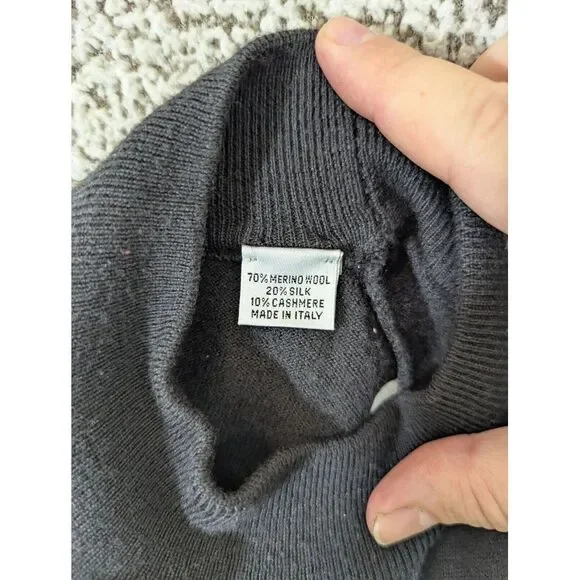 70% MERINO WOOL
20% SILK
10% CASHMERE
MADE IN ITALY